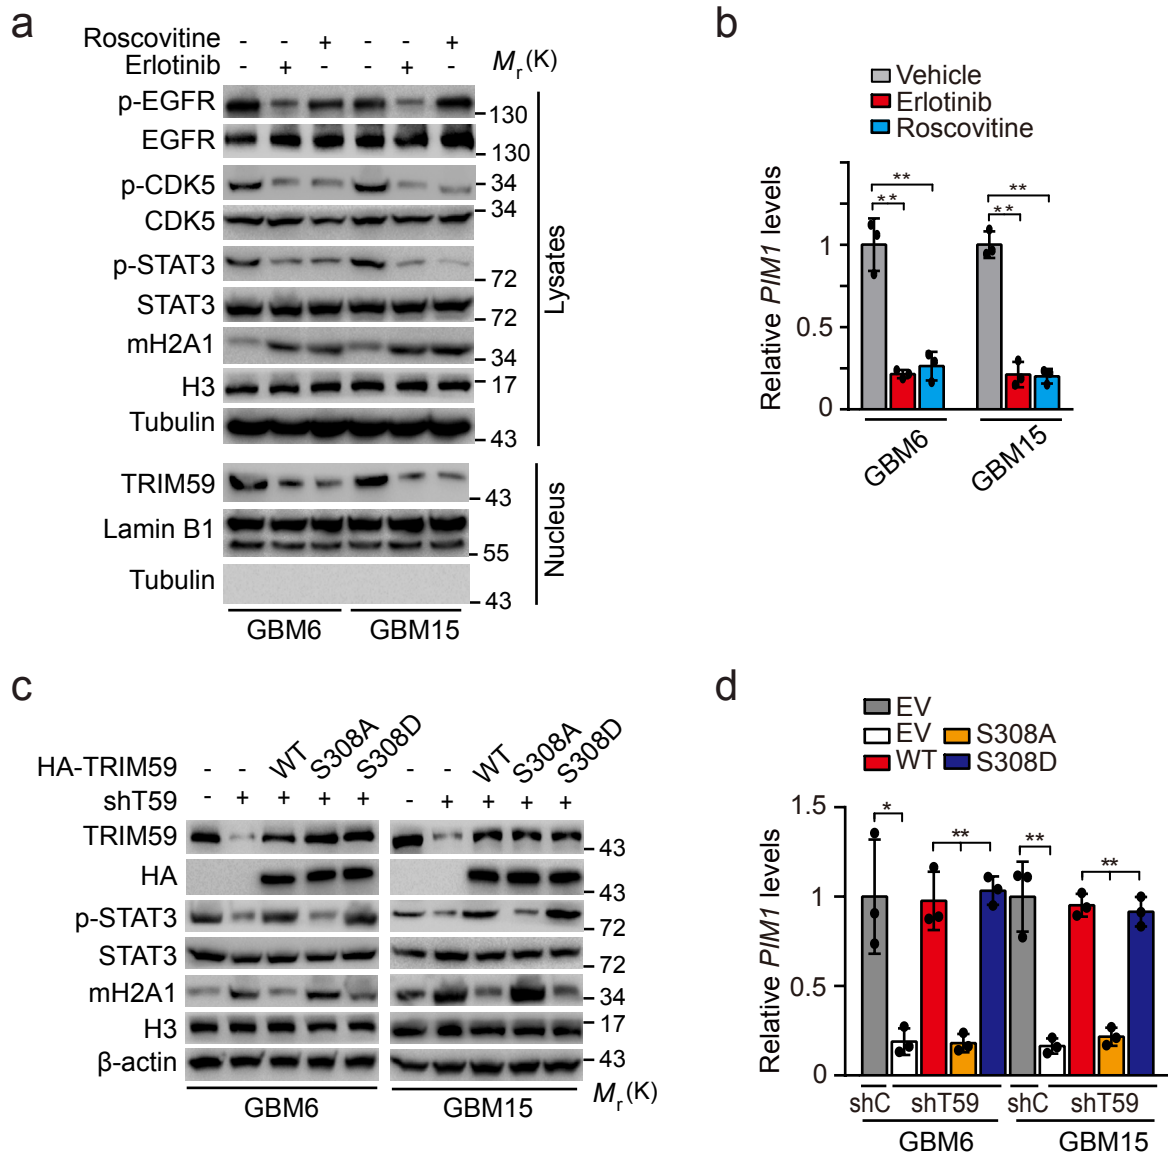 a
Roscovitine - - + - - +
Erlotinib - + - - + - Mr(K)
p-EGFR 130
EGFR 130
p-CDK5 34
CDK5 34
p-STAT3 72
STAT3 72
mH2A1 34
H3 17
Tubulin 43
Lysates
TRIM59 43
Lamin B1 55
Tubulin 43
Nucleus
GBM6 GBM15
b
Vehicle
Erlotinib
Roscovitine
Relative PIM1 levels
1
0.5
0
** ** ** **
GBM6 GBM15
c
HA-TRIM59 - - WT S308A S308D - - WT S308A S308D
shT59 - + + + + - + + + +
TRIM59 43
HA 43
p-STAT3 72
STAT3 72
mH2A1 34
H3 17
β-actin 43
GBM6 GBM15 Mr(K)
d
EV
EV S308A
WT S308D
Relative PIM1 levels
1.5
1
0.5
0
* ** ** **
shC shT59 shC shT59
GBM6 GBM15